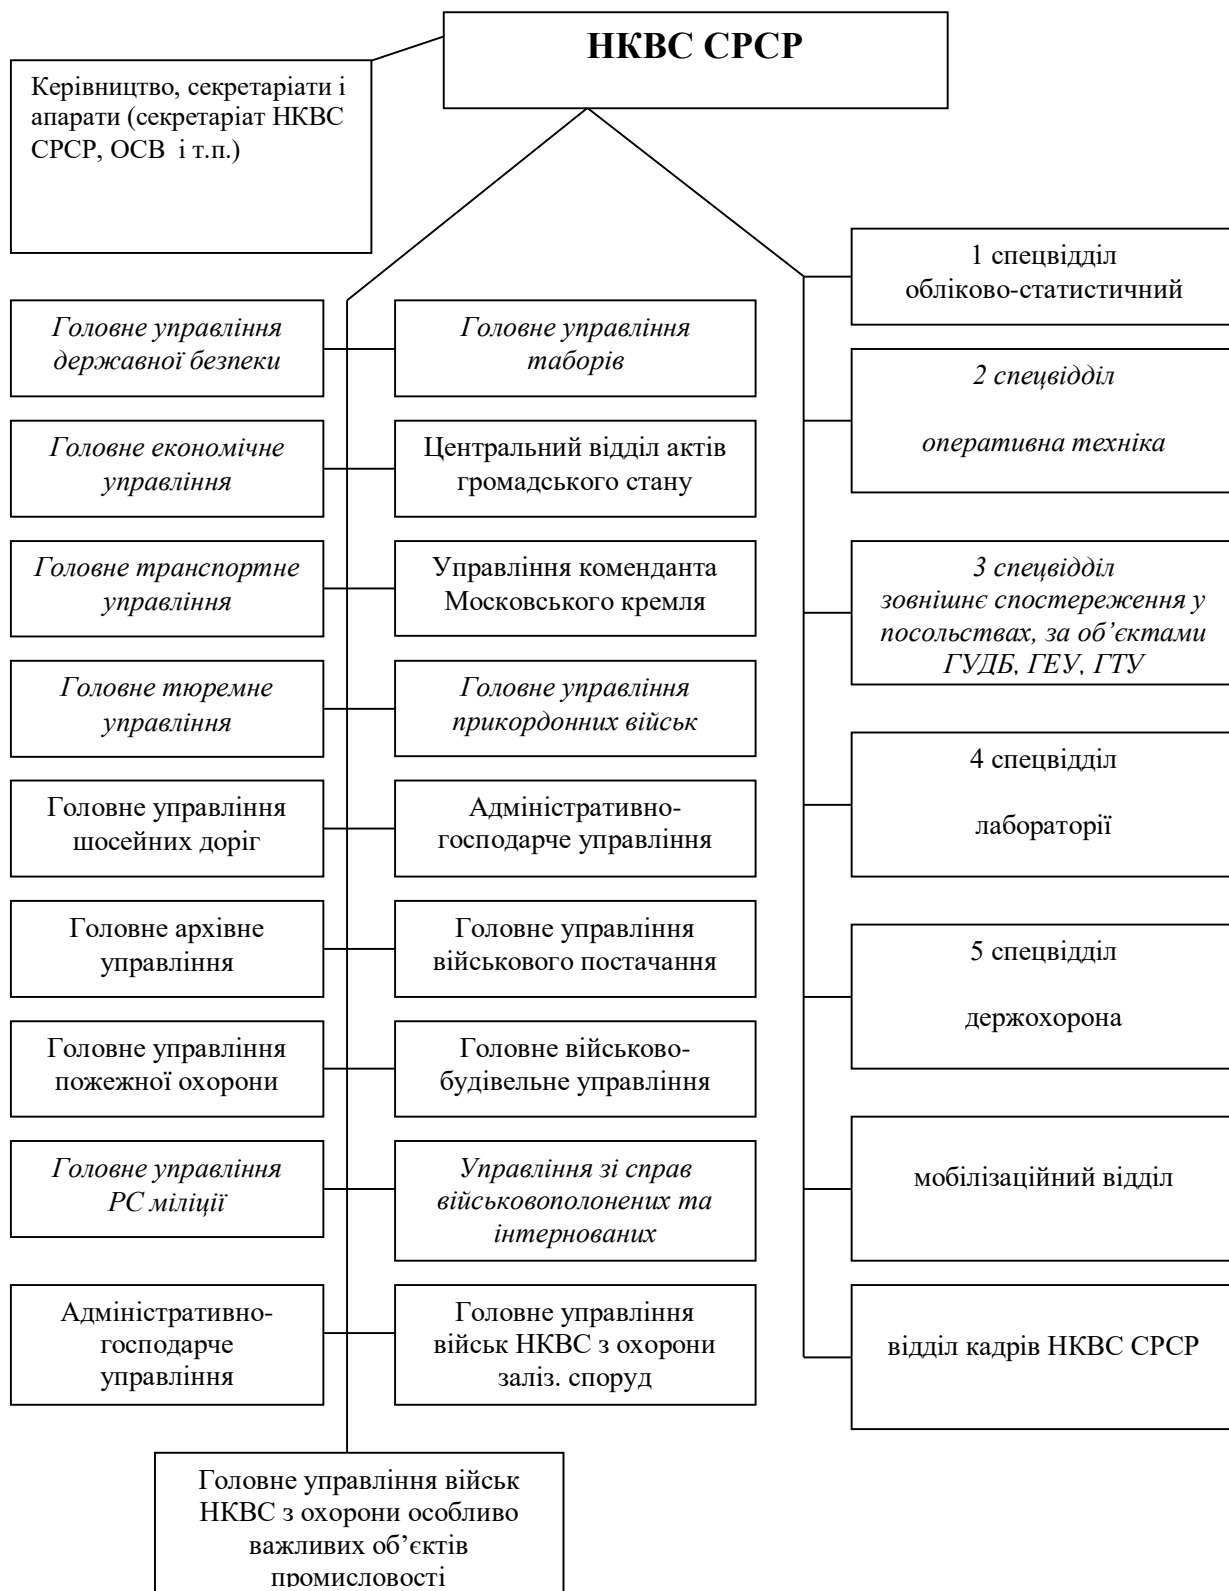 НКВС СРСР
Керівництво, секретаріати і
апарати (секретаріат НКВС
СРСР, ОСВ і т.п.)
Головне управління
державної безпеки
Головне управління
таборів
1 спецвідділ
обліково-статистичний
Головне економічне
управління
Центральний відділ актів
громадського стану
2 спецвідділ
оперативна техніка
Головне транспортне
управління
Управління коменданта
Московського кремля
3 спецвідділ
зовнішнє спостереження у
посольствах, за об’єктами
ГУДБ, ГЕУ, ГТУ
Головне тюремне
управління
Головне управління
прикордонних військ
4 спецвідділ
лабораторії
Головне управління
шосейних доріг
Адміністративно-
господарче управління
Головне архівне
управління
Головне управління
військового постачання
5 спецвідділ
держохорона
Головне управління
пожежної охорони
Головне військово-
будівельне управління
Головне управління
РС міліції
Управління зі справ
військовополонених та
інтернованих
мобілізаційний відділ
Адміністративно-
господарче
управління
Головне управління
військ НКВС з охорони
заліз. споруд
відділ кадрів НКВС СРСР
Головне управління військ
НКВС з охорони особливо
важливих об’єктів
промисловості